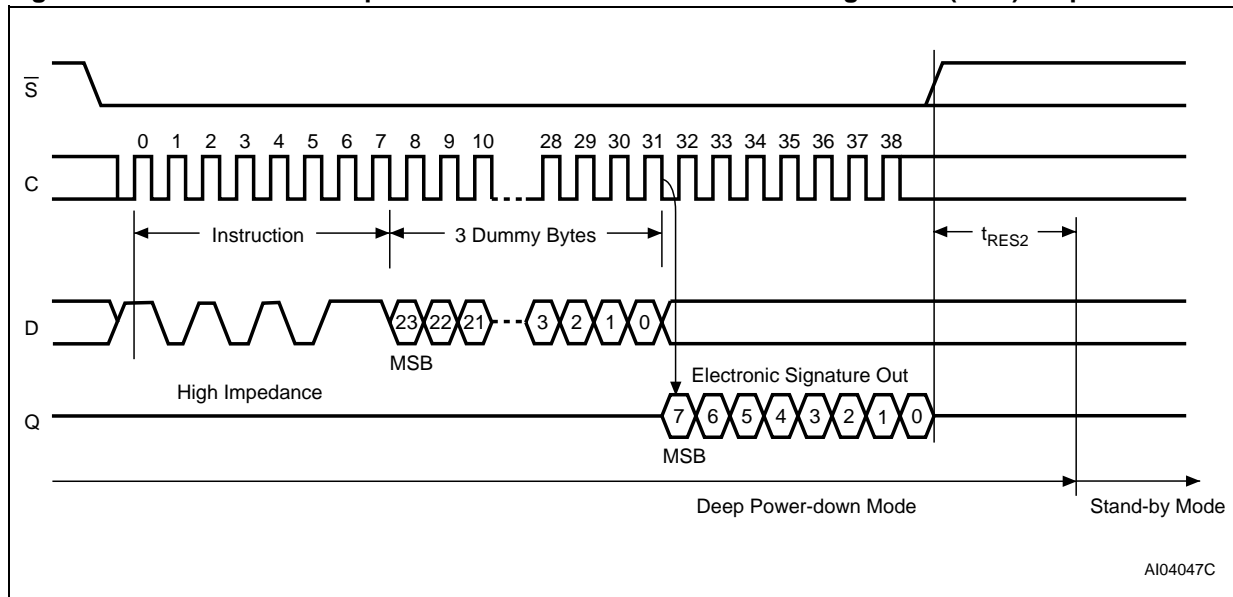 S
0 1 2 3 4 5 6 7 8 9 10 28 29 30 31 32 33 34 35 36 37 38
C
Instruction 3 Dummy Bytes tRES2
D 23 22 21 3 2 1 0
MSB
High Impedance Electronic Signature Out
Q 7 6 5 4 3 2 1 0
MSB
Deep Power-down Mode Stand-by Mode
AI04047C